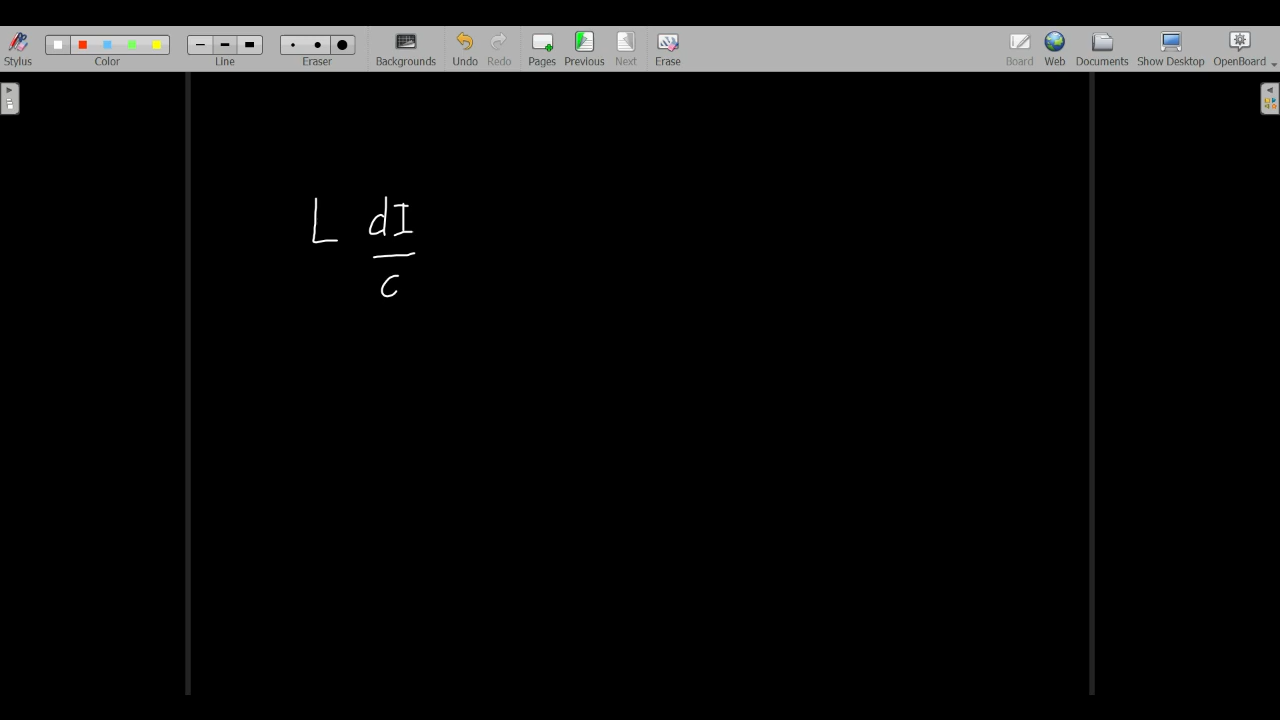 Stylus Color Line Eraser Backgrounds Undo Redo Pages Previous Next Erase Board Web Documents Show Desktop OpenBoard
L dI
c